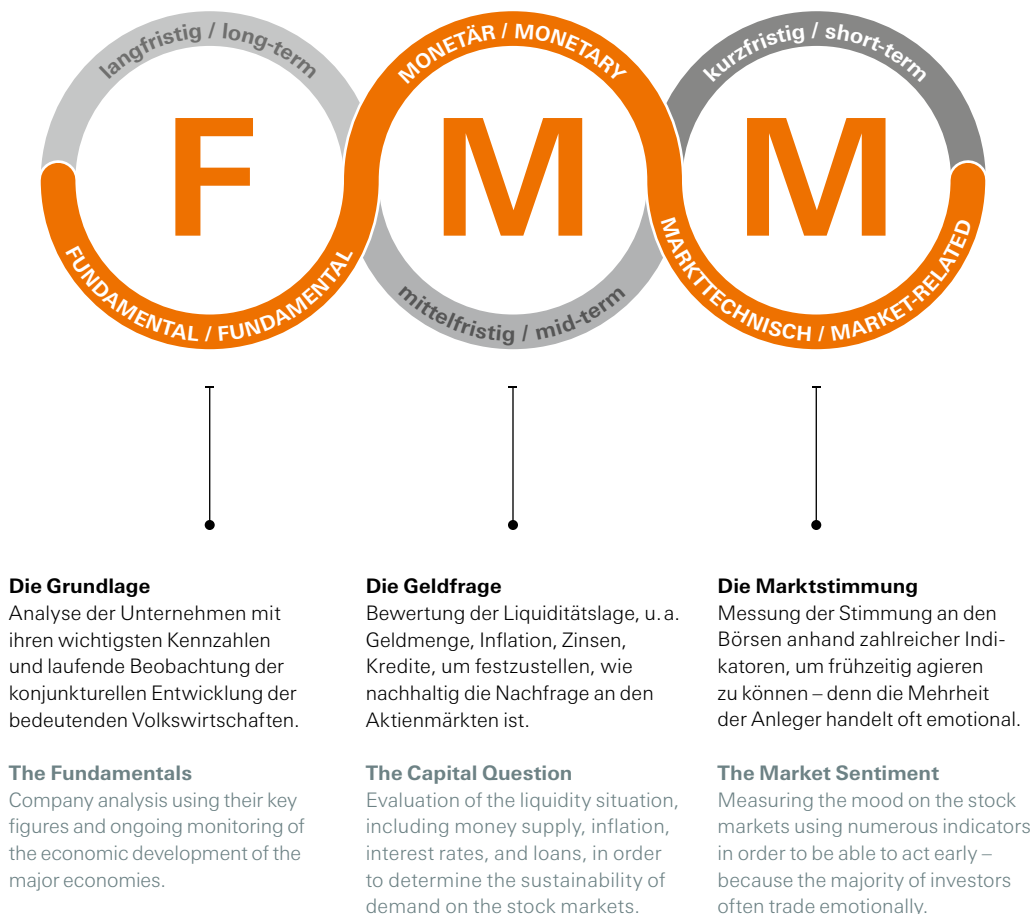 langfristig / long-term
F
FUNDAMENTAL / FUNDAMENTAL
MONETÄR / MONETARY
M
mittelfristig / mid-term
kurzfristig / short-term
M
MARKTTECHNISCH / MARKET-RELATED
Die Grundlage
Analyse der Unternehmen mit
ihren wichtigsten Kennzahlen
und laufende Beobachtung der
konjunkturellen Entwicklung der
bedeutenden Volkswirtschaften.
The Fundamentals
Company analysis using their key
figures and ongoing monitoring of
the economic development of the
major economies.
Die Geldfrage
Bewertung der Liquiditätslage, u. a.
Geldmenge, Inflation, Zinsen,
Kredite, um festzustellen, wie
nachhaltig die Nachfrage an den
Aktienmärkten ist.
The Capital Question
Evaluation of the liquidity situation,
including money supply, inflation,
interest rates, and loans, in order
to determine the sustainability of
demand on the stock markets.
Die Marktstimmung
Messung der Stimmung an den
Börsen anhand zahlreicher Indi-
katoren, um frühzeitig agieren
zu können – denn die Mehrheit
der Anleger handelt oft emotional.
The Market Sentiment
Measuring the mood on the stock
markets using numerous indicators
in order to be able to act early –
because the majority of investors
often trade emotionally.